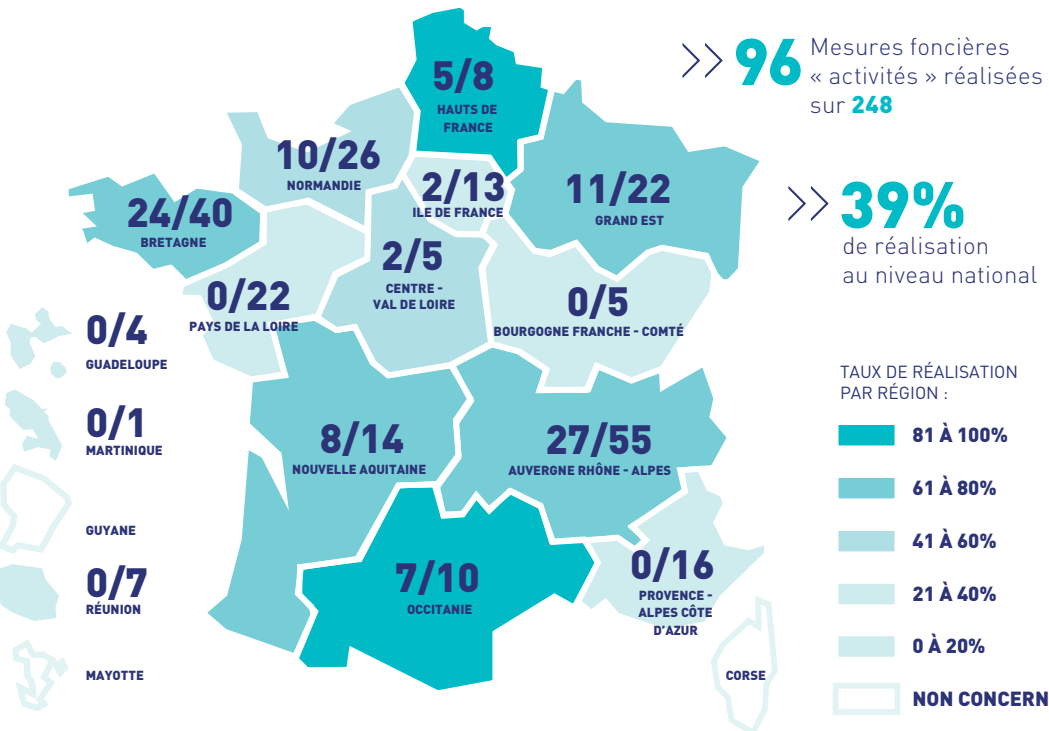 96 Mesures foncières
« activités » réalisées
sur 248
39%
de réalisation
au niveau national
5/8
HAUTS DE
FRANCE
10/26
NORMANDIE
2/13
ILE DE FRANCE
11/22
GRAND EST
24/40
BRETAGNE
2/5
CENTRE -
VAL DE LOIRE
0/22
PAYS DE LA LOIRE
0/5
BOURGOGNE FRANCHE - COMTÉ
0/4
GUADELOUPE
0/1
MARTINIQUE
GUYANE
0/7
RÉUNION
MAYOTTE
8/14
NOUVELLE AQUITAINE
27/55
AUVERGNE RHÔNE - ALPES
7/10
OCCITANIE
0/16
PROVENCE -
ALPES CÔTE
D'AZUR
CORSE
TAUX DE RÉALISATION
PAR RÉGION :
81 À 100%
61 À 80%
41 À 60%
21 À 40%
0 À 20%
NON CONCERN